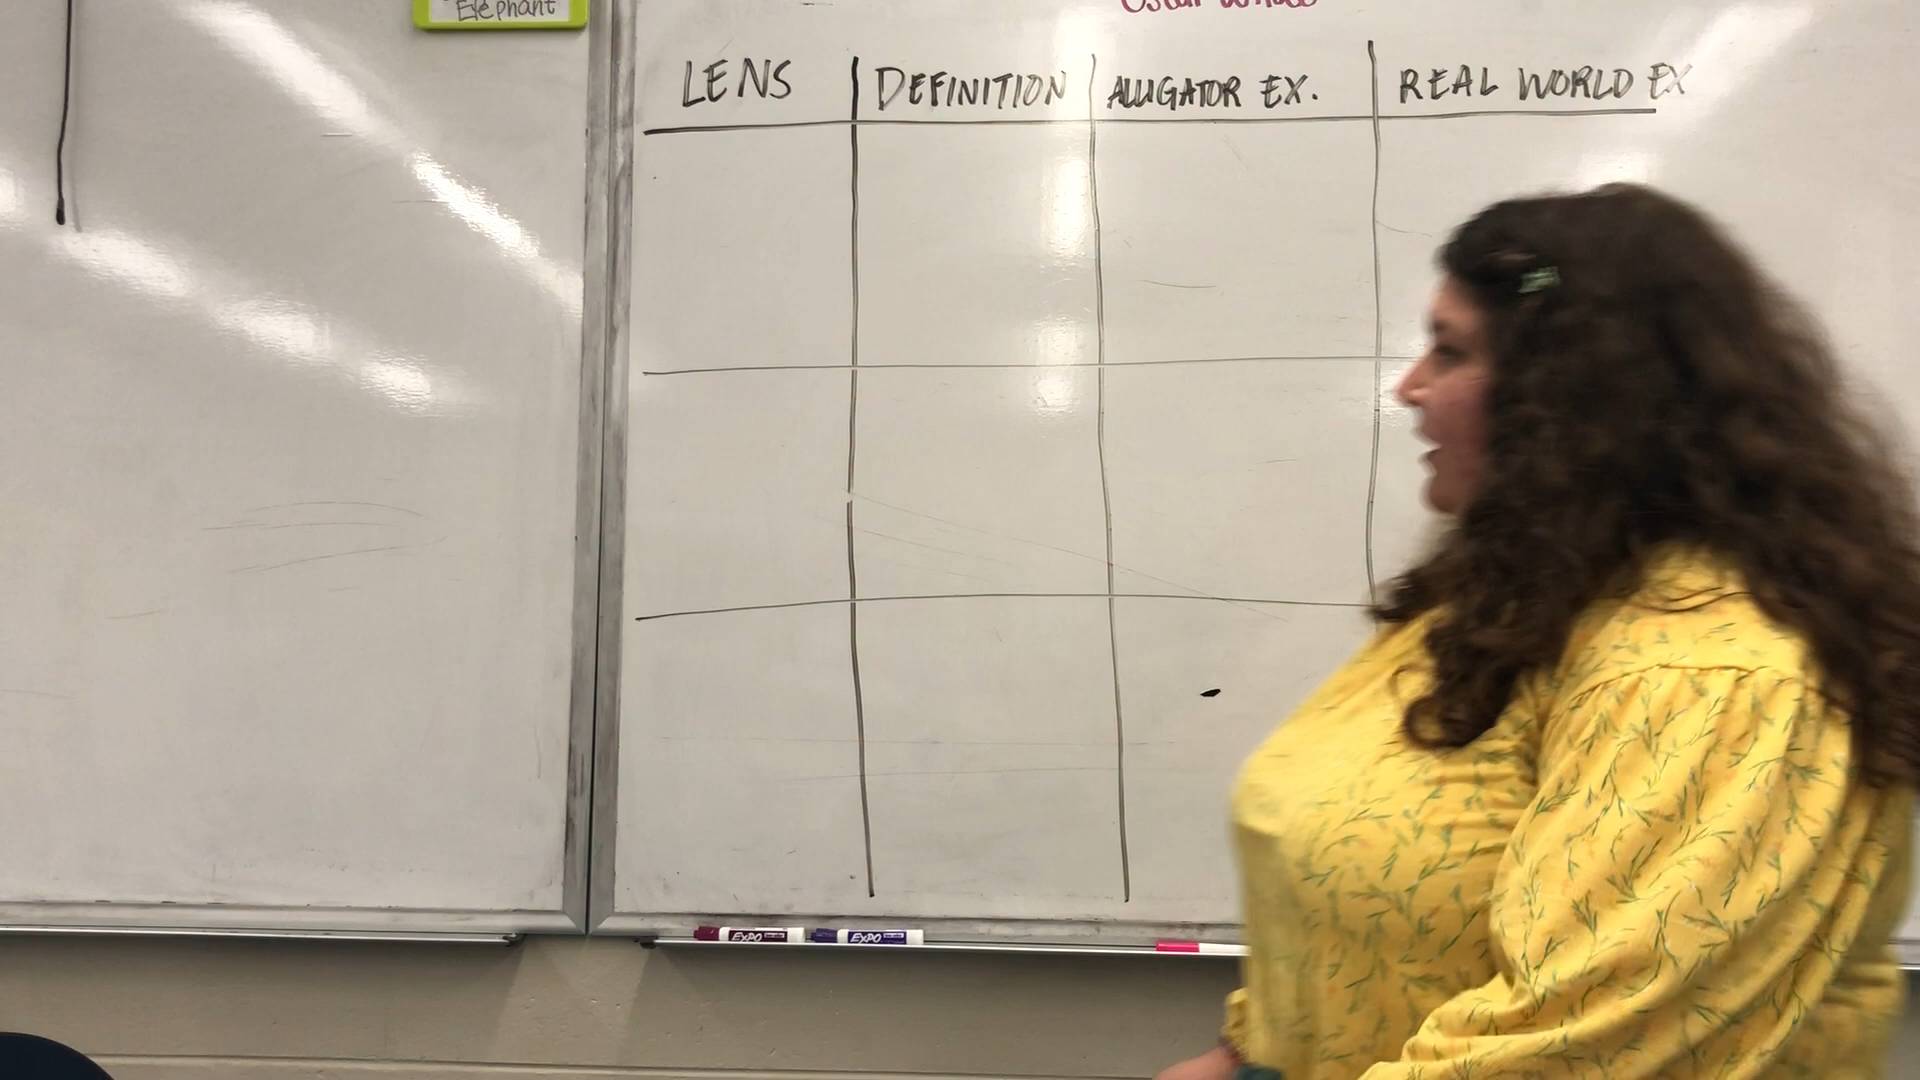 Elephant
LENS DEFINITION ALLIGATOR EX. REAL WORLD EX
EXPO EXPO